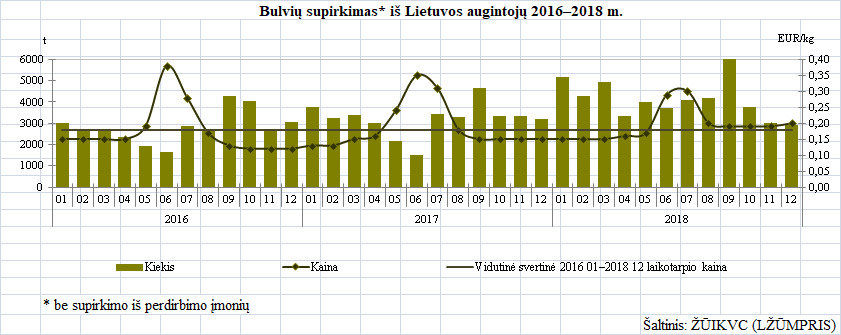 Bulvių supirkimas* iš Lietuvos augintojų 2016–2018 m.
t EUR/kg
6000 0,40
0,35
5000 0,30
4000 0,25
3000 0,20
0,15
2000 0,10
1000 0,05
0 0,00
01 02 03 04 05 06 07 08 09 10 11 12 01 02 03 04 05 06 07 08 09 10 11 12 01 02 03 04 05 06 07 08 09 10 11 12
2016 2017 2018
Kiekis Kaina Vidutinė svertinė 2016 01–2018 12 laikotarpio kaina
* be supirkimo iš perdirbimo įmonių
Šaltinis: ŽŪIKVC (LŽŪMPRIS)